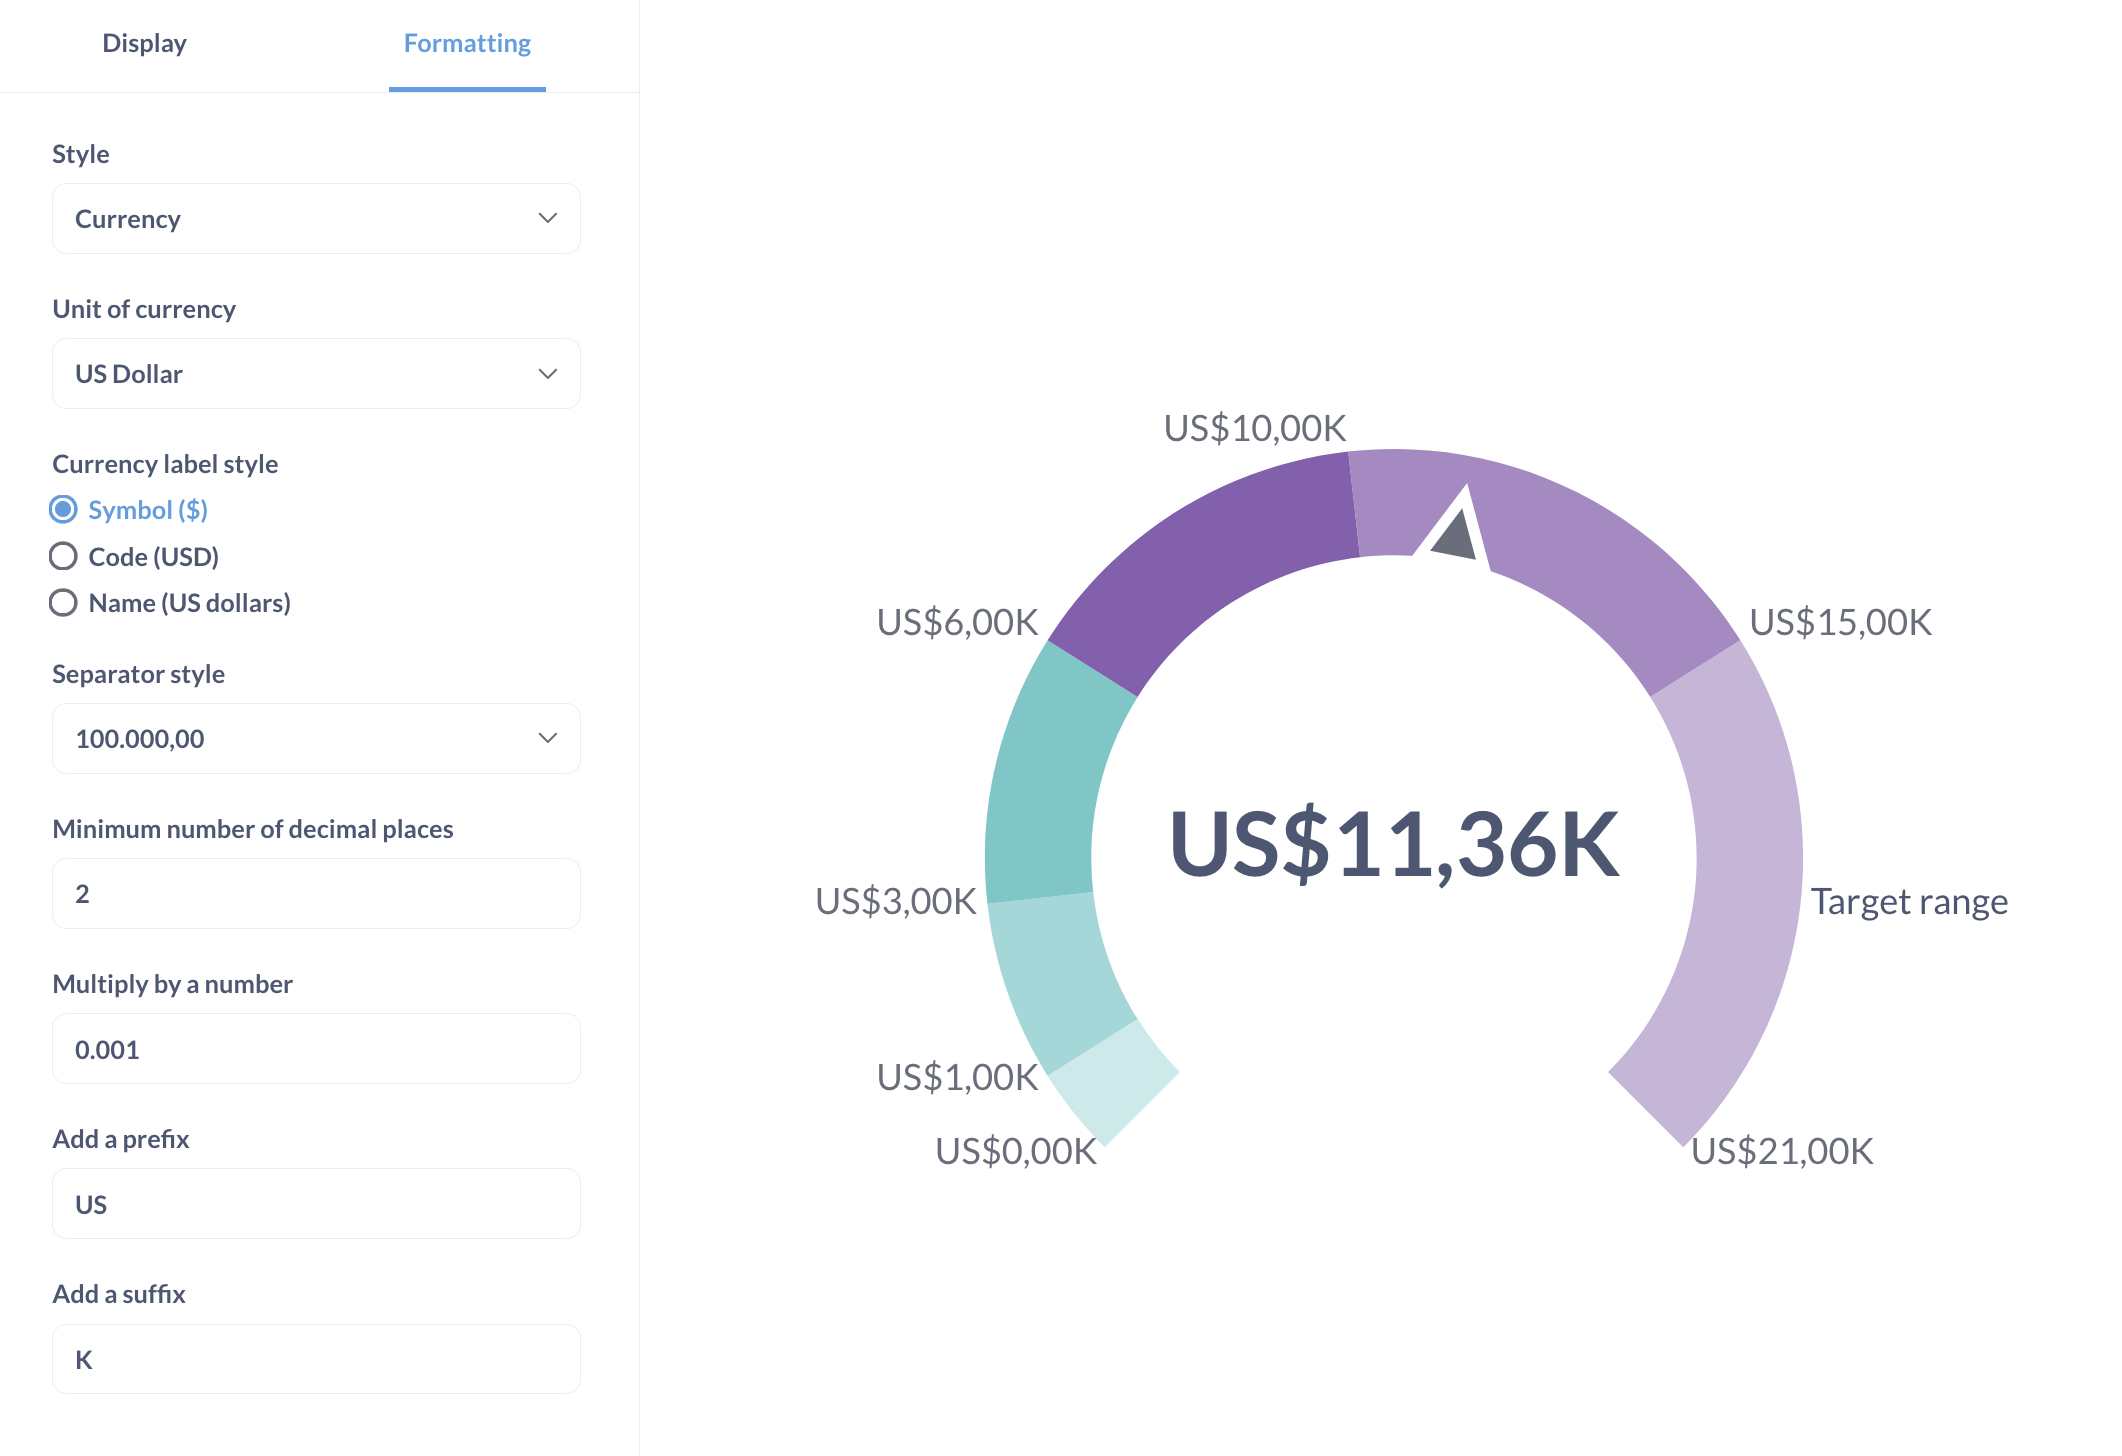 Display
Formatting
Style
Currency
Unit of currency
US Dollar
Currency label style
Symbol ($)
Code (USD)
Name (US dollars)
Separator style
100.000,00
Minimum number of decimal places
2
Multiply by a number
0.001
Add a prefix
US
Add a suffix
K
US$10,00K
US$6,00K
US$15,00K
US$11,36K
US$3,00K
Target range
US$1,00K
US$0,00K
US$21,00K